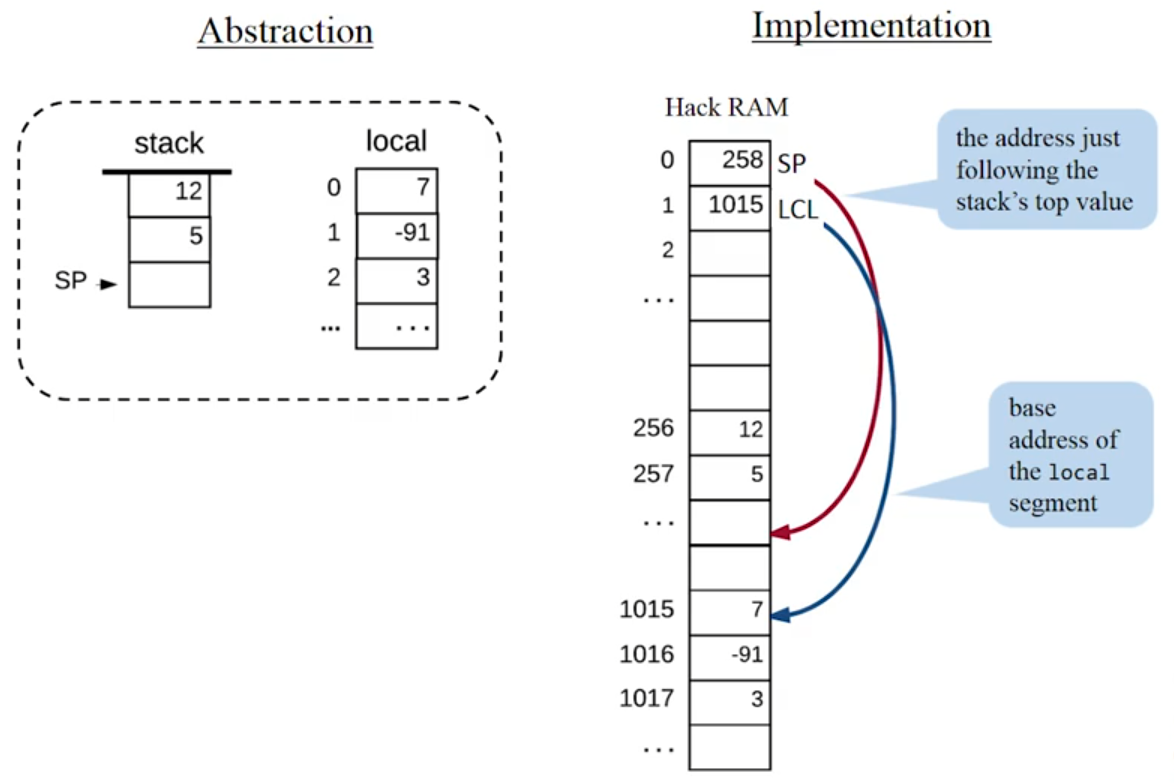 Abstraction
stack
12
5
SP
local
0 7
1 -91
2 3
... ...
Implementation
Hack RAM
0 258 SP
1 1015 LCL
2
...
256 12
257 5
...
1015 7
1016 -91
1017 3
...
the address just
following the
stack's top value
base
address of
the local
segment